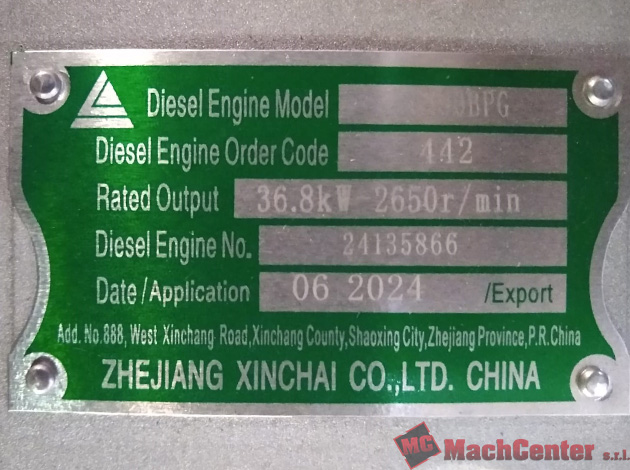 Diesel Engine Model
Diesel Engine Order Code 442
Rated Output 36.8kW 2650r/min
Diesel Engine No. 24135866
Date/Application 06 2024 /Export
Add. No.888, West Xinchang Road,Xinchang County,Shaoxing City,Zhejiang Province,P.R.China
ZHEJIANG XINCHAI CO.,LTD. CHINA
MC MachCenter s.r.l.